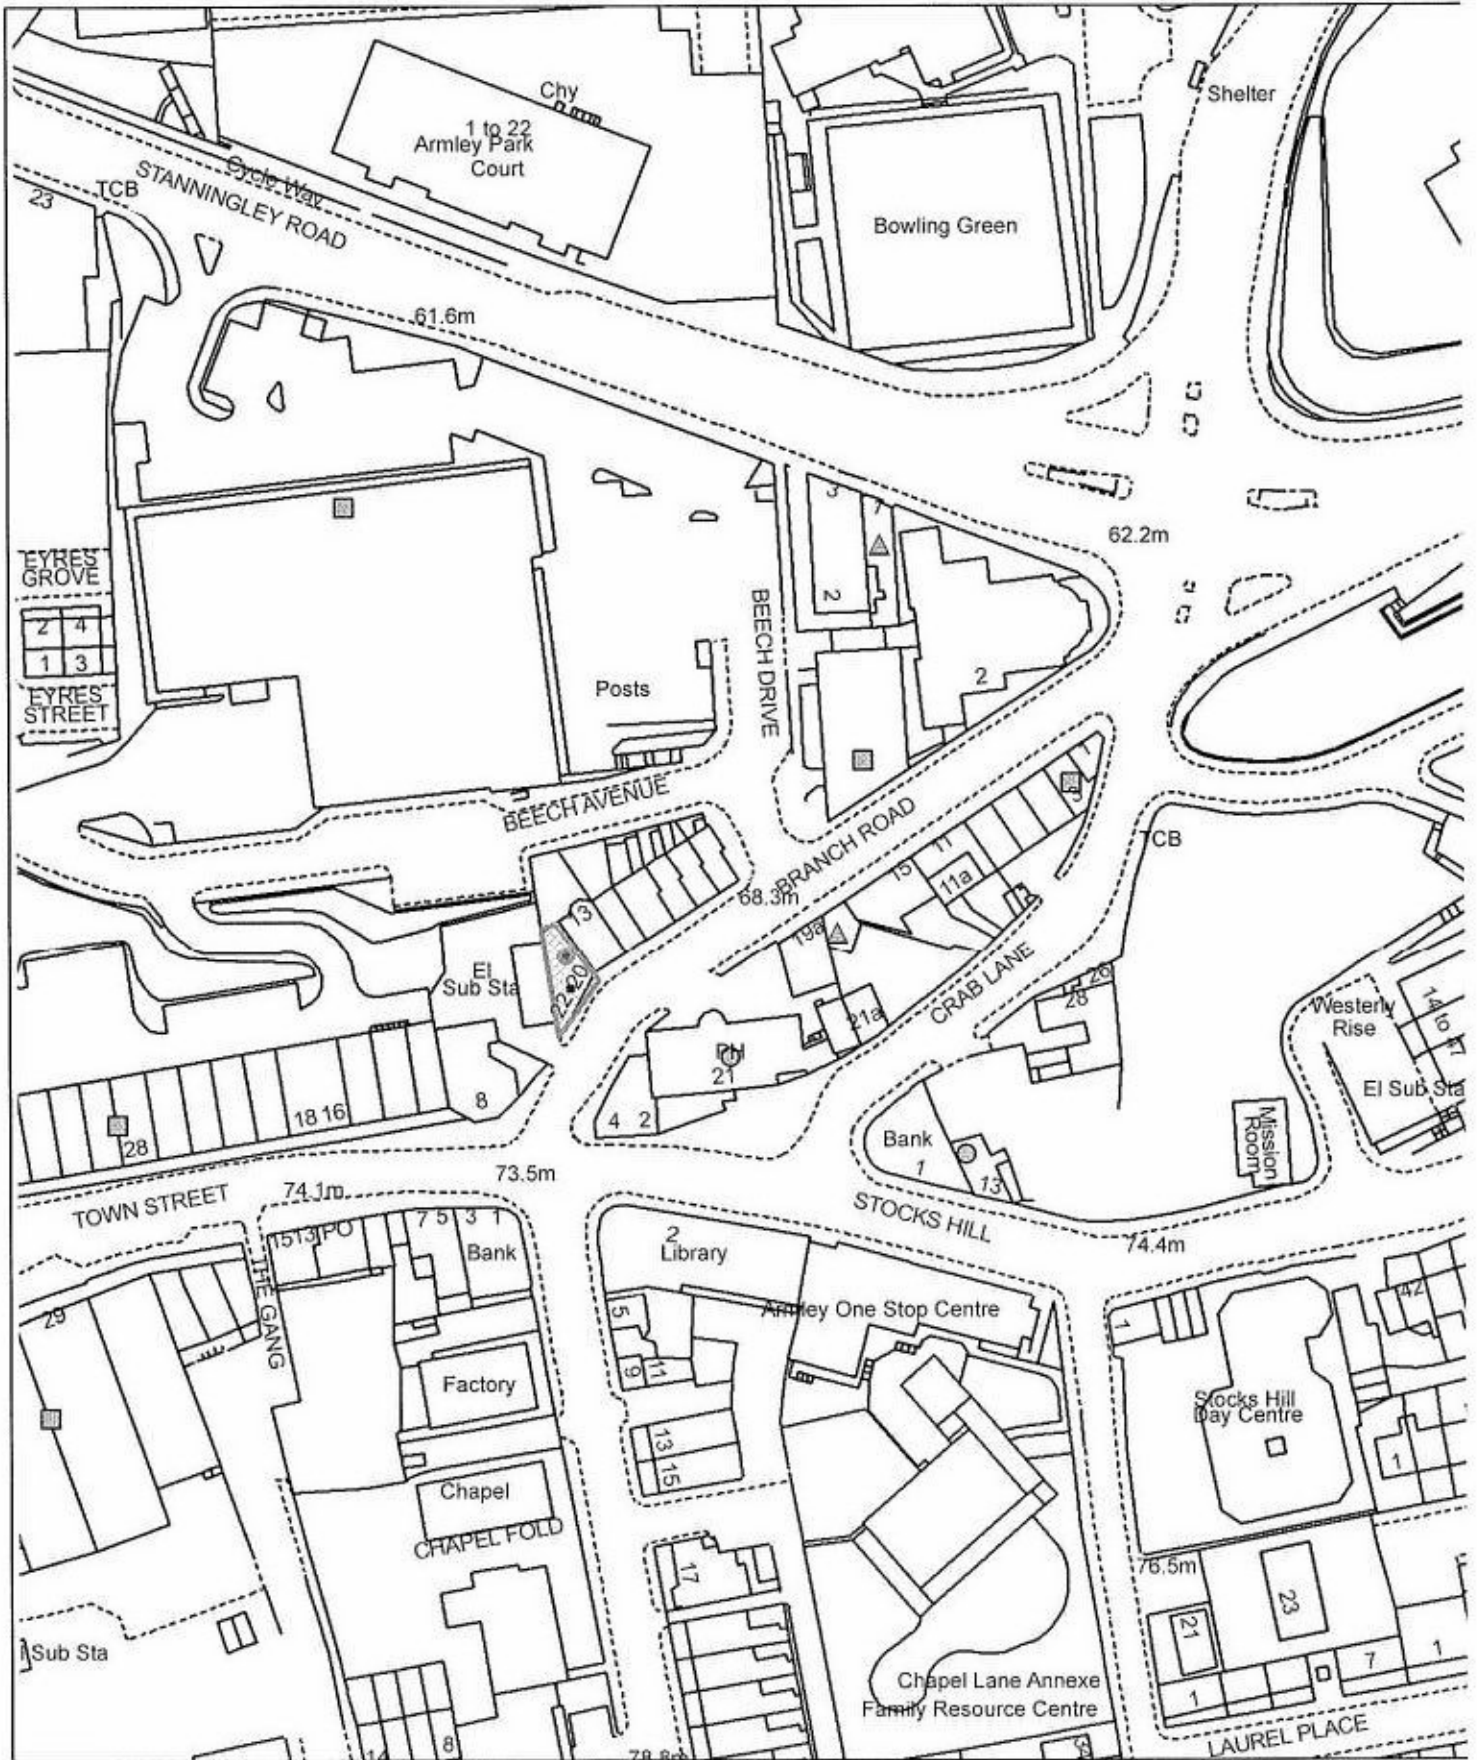 Chy
1 to 22
Armley Park
Court
Shelter
Cycle Way
STANNINGLEY ROAD
TCB
23
Bowling Green
61.6m
3
1
62.2m
EYRES
GROVE
2 4
1 3
EYRES
STREET
2
BEECH DRIVE
2
Posts
BEECH AVENUE
1
3
BRANCH ROAD
11
15
11a
TCB
68.3m
13
19a
El
Sub Sta
22
20
CRAB LANE
26
28
21a
Westerly
Rise
14 to 47
El Sub Sta
PH
21
8
18 16
28
4 2
Bank
1
13
Mission
Room
73.5m
74.1m
TOWN STREET
STOCKS HILL
74.4m
1513 PO
7 5 3 1
Bank
2
Library
THE GANG
Armley One Stop Centre
29
5
9
11
1
42
Factory
Stocks Hill
Day Centre
13
15
1
Chapel
CHAPEL FOLD
17
76.5m
23
21
Sub Sta
7
1
1
Chapel Lane Annexe
Family Resource Centre
LAUREL PLACE
14
8
78.8m